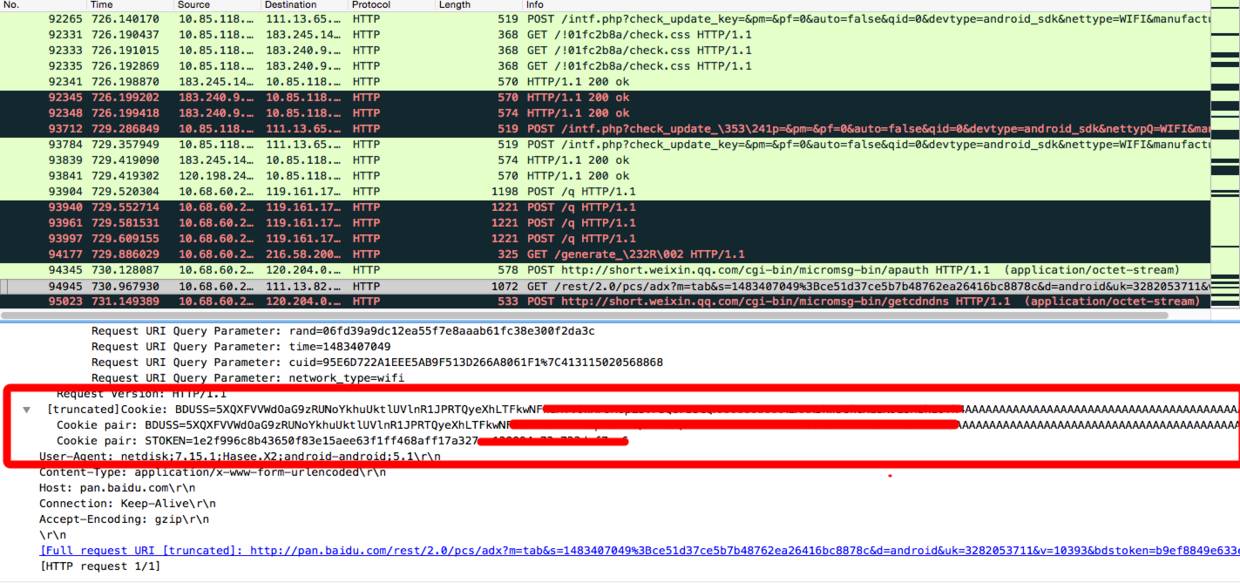 No. Time Source Destination Protocol Length Info
92265 726.140170 10.85.118.… 111.13.65.… HTTP 519 POST /intf.php?check_update_key=&pm=&pf=0&auto=false&qid=0&devtype=android_sdk&nettype=WIFI&manufactu
92331 726.190437 10.85.118.… 183.245.14… HTTP 368 GET /!01fc2b8a/check.css HTTP/1.1
92333 726.191015 10.85.118.… 183.240.9.… HTTP 368 GET /!01fc2b8a/check.css HTTP/1.1
92335 726.192869 10.85.118.… 183.240.9.… HTTP 368 GET /!01fc2b8a/check.css HTTP/1.1
92341 726.198870 183.245.14… 10.85.118.… HTTP 570 HTTP/1.1 200 ok
92345 726.199202 183.240.9.… 10.85.118.… HTTP 570 HTTP/1.1 200 ok
92348 726.199418 183.240.9.… 10.85.118.… HTTP 574 HTTP/1.1 200 ok
93712 729.286849 10.85.118.… 111.13.65.… HTTP 519 POST /intf.php?check_update_\353\241p=&pm=&pf=0&auto=false&qid=0&devtype=android_sdk&nettypQ=WIFI&ma
93784 729.357949 10.85.118.… 111.13.65.… HTTP 519 POST /intf.php?check_update_key=&pm=&pf=0&auto=false&qid=0&devtype=android_sdk&nettype=WIFI&manufactu
93839 729.419090 183.245.14… 10.85.118.… HTTP 574 HTTP/1.1 200 ok
93841 729.419302 120.198.24… 10.85.118.… HTTP 570 HTTP/1.1 200 ok
93904 729.520304 10.68.60.2… 119.161.17… HTTP 1198 POST /q HTTP/1.1
93940 729.552714 10.68.60.2… 119.161.17… HTTP 1221 POST /q HTTP/1.1
93961 729.581531 10.68.60.2… 119.161.17… HTTP 1221 POST /q HTTP/1.1
93997 729.609155 10.68.60.2… 119.161.17… HTTP 1221 POST /q HTTP/1.1
94177 729.886029 10.68.60.2… 216.58.200… HTTP 325 GET /generate_\232R\002 HTTP/1.1
94345 730.128087 10.68.60.2… 120.204.0.… HTTP 578 POST http://short.weixin.qq.com/cgi-bin/micromsg-bin/apauth HTTP/1.1 (application/octet-stream)
94945 730.967930 10.68.60.2… 111.13.82.… HTTP 1072 GET /rest/2.0/pcs/adx?m=tab&s=1483407049%3Bce51d37ce5b7b48762ea26416bc8878c&d=android&uk=3282053711&v
95023 731.149389 10.68.60.2… 120.204.0.… HTTP 533 POST http://short.weixin.qq.com/cgi-bin/micromsg-bin/getcdndns HTTP/1.1 (application/octet-stream)
Request URI Query Parameter: rand=06fd39a9dc12ea55f7e8aaab61fc38e300f2da3c
Request URI Query Parameter: time=1483407049
Request URI Query Parameter: cuid=95E6D722A1EEE5AB9F513D266A8061F1%7C413115020568868
Request URI Query Parameter: network_type=wifi
Request Version: HTTP/1.1
[truncated]Cookie: BDUSS=5XQXFVVWdOaG9zRUNoYkhuUktlUVlnR1JPRTQyeXhLTFkwNF AAAAAAAAAAAAAAAAAAAAAAAAAAAAAAAAAAAAAA
Cookie pair: BDUSS=5XQXFVVWdOaG9zRUNoYkhuUktlUVlnR1JPRTQyeXhLTFkwNF AAAAAAAAAAAAAAAAAAAAAAAAAAAAAAAAAAAAAAA
Cookie pair: STOKEN=1e2f996c8b43650f83e15aee63f1ff468aff17a327
User-Agent: netdisk;7.15.1;Hasee.X2;android-android;5.1\r\n
Content-Type: application/x-www-form-urlencoded\r\n
Host: pan.baidu.com\r\n
Connection: Keep-Alive\r\n
Accept-Encoding: gzip\r\n
\r\n
[Full request URI [truncated]: http://pan.baidu.com/rest/2.0/pcs/adx?m=tab&s=1483407049%3Bce51d37ce5b7b48762ea26416bc8878c&d=android&uk=3282053711&v=10393&bdstoken=b9ef8849e633
[HTTP request 1/1]